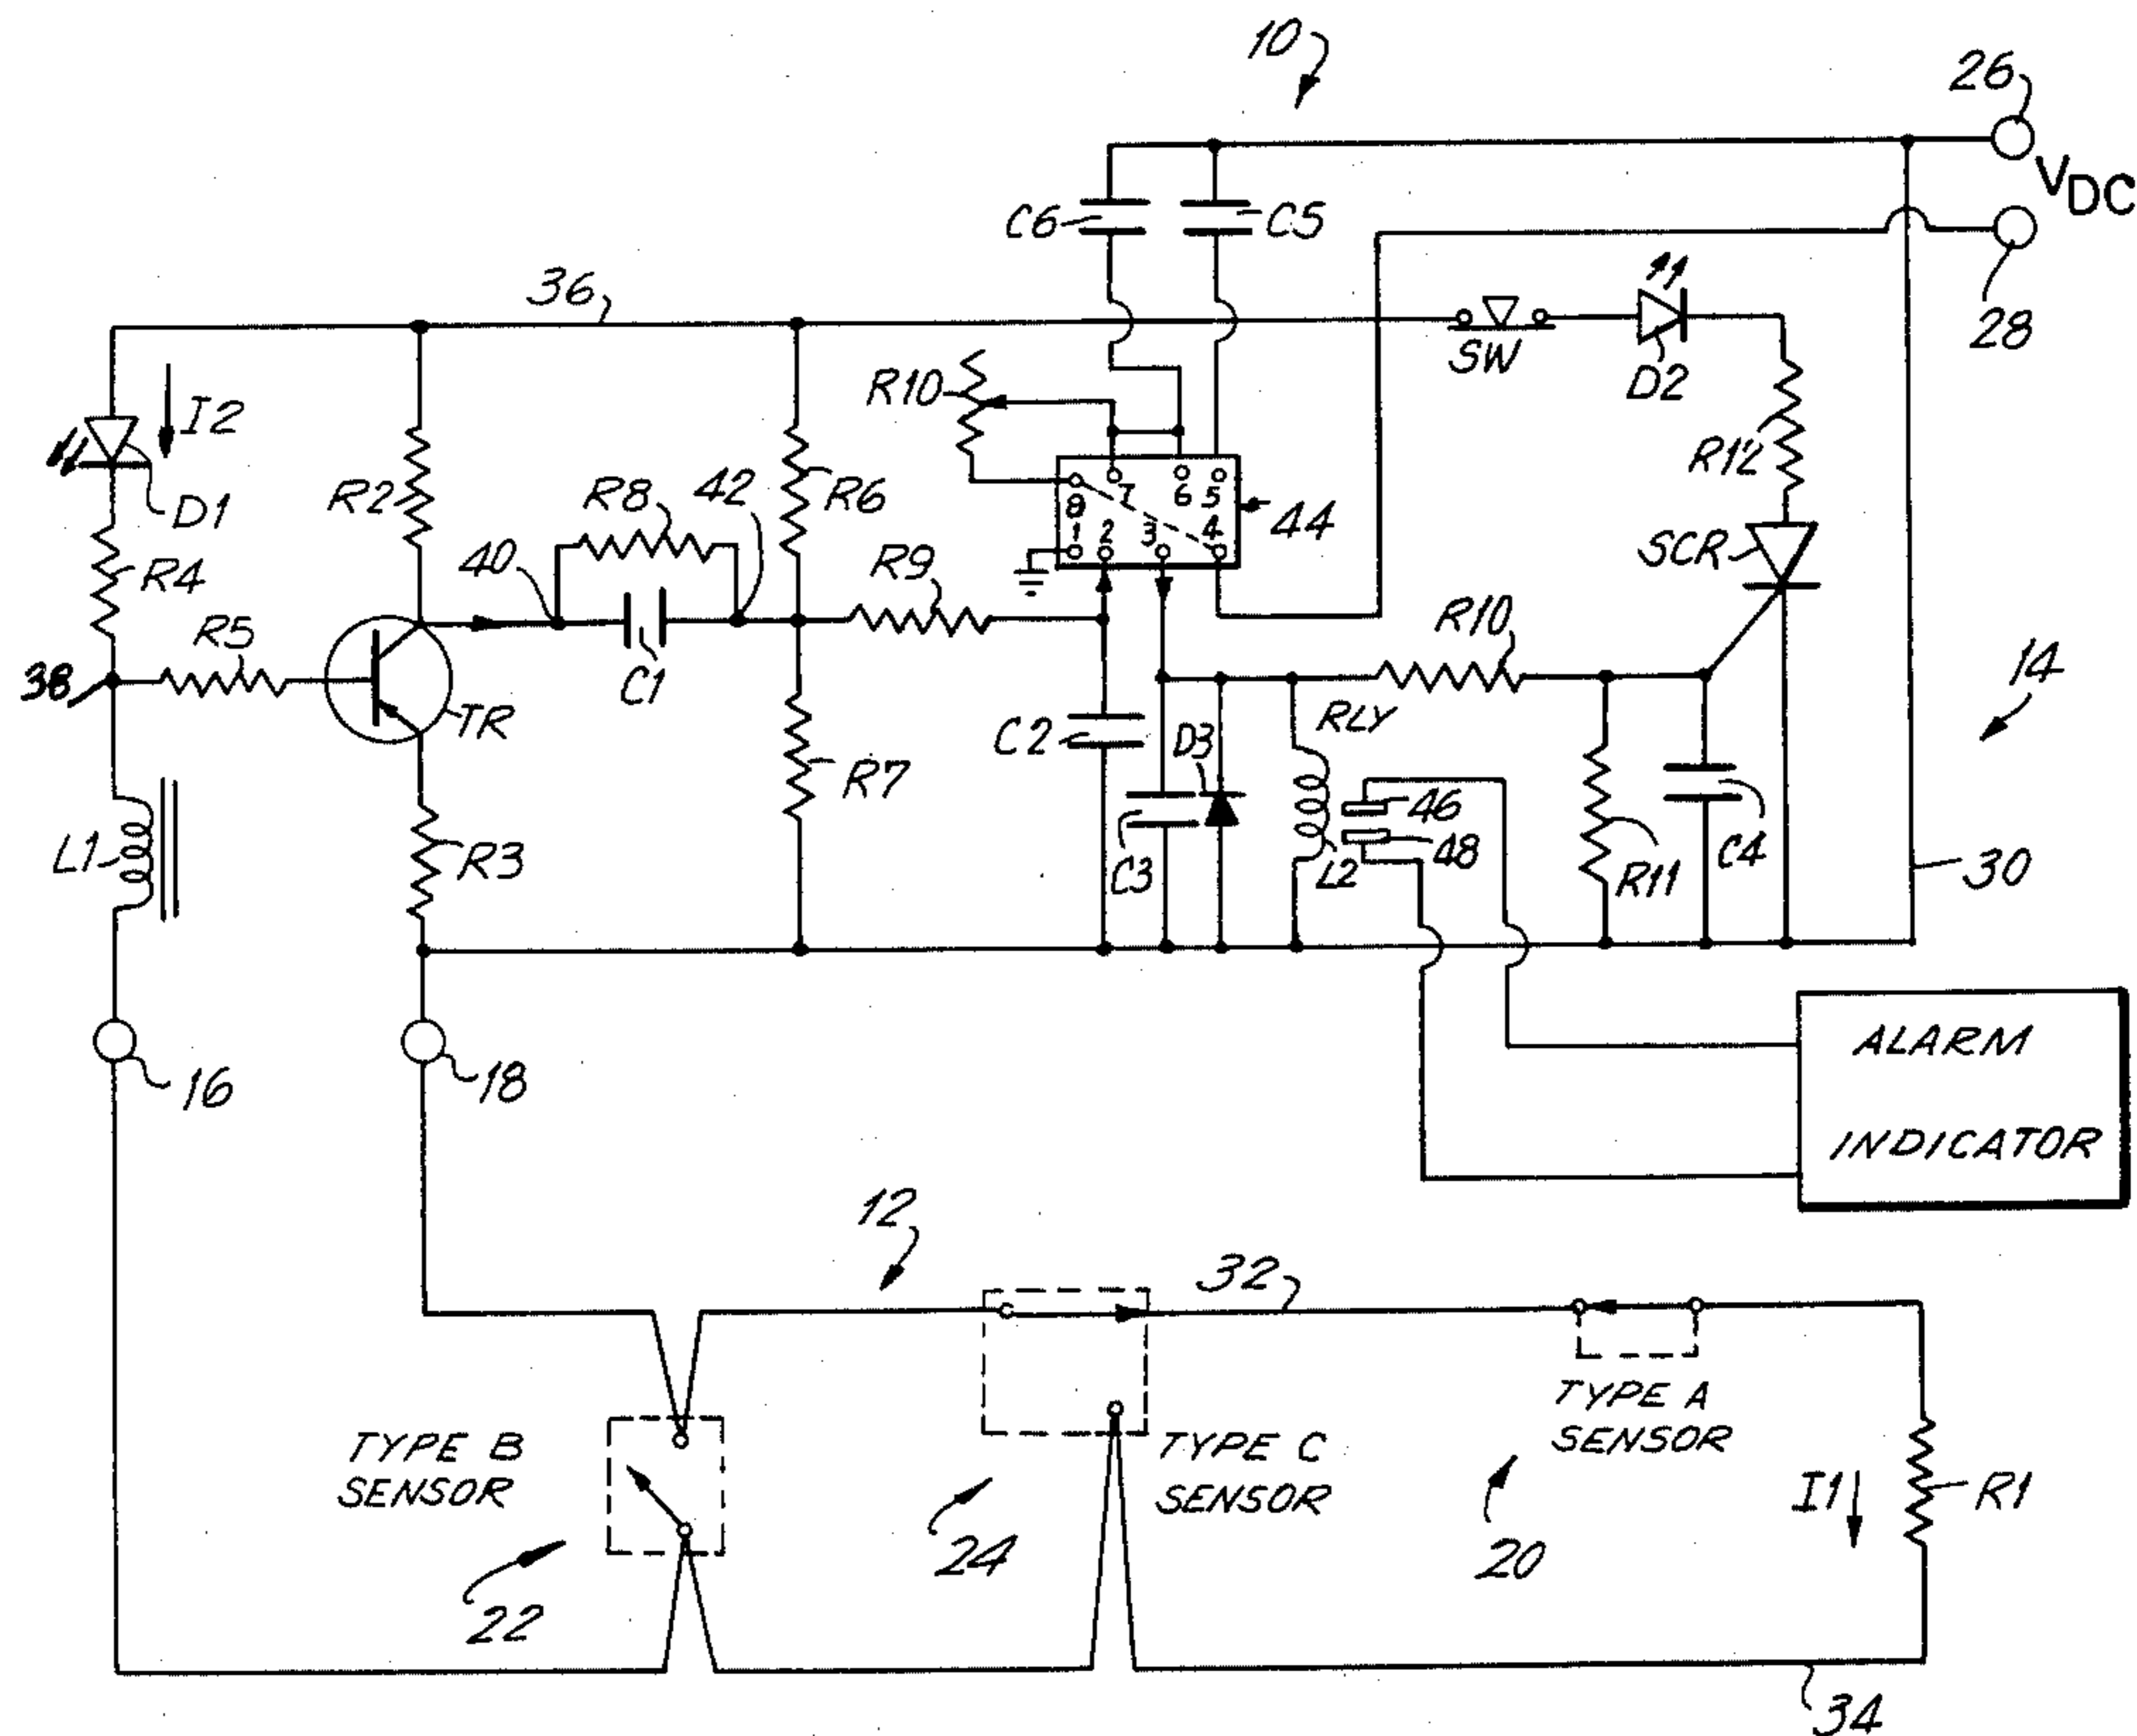 10
26
VDC
28
C6
C5
36
SW
D2
I2
D1
R4
R2
R8
42
R6
R10
8
7
6
5
1
2
3
4
44
R12
SCR
40
R9
R5
38
TR
C1
R7
C2
R10
RLY
D3
14
L1
R3
C3
L2
46
48
R11
C4
30
16
18
ALARM
INDICATOR
12
32
TYPE B
SENSOR
TYPE C
SENSOR
TYPE A
SENSOR
I1
R1
22
24
20
34